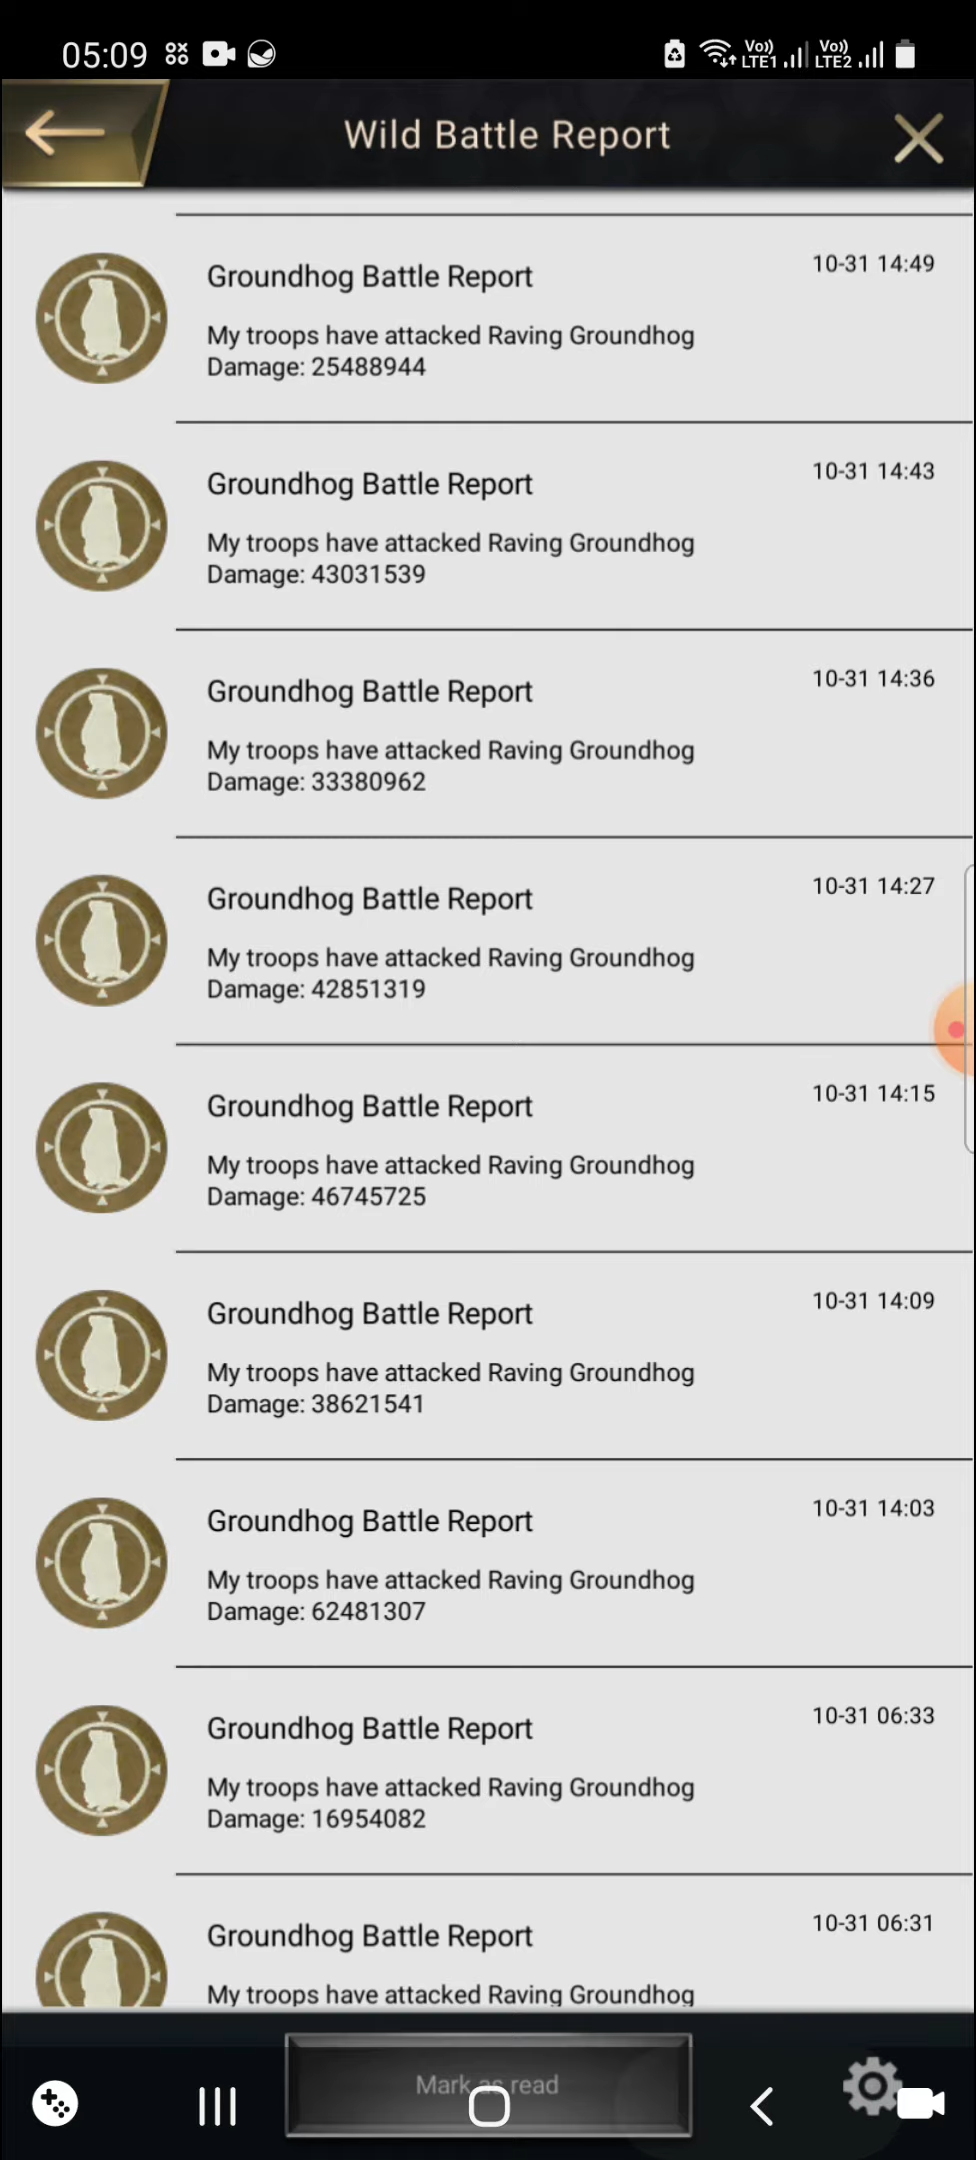 05:09
Vo)) LTE1 Vo)) LTE2
Wild Battle Report
Groundhog Battle Report
10-31 14:49
My troops have attacked Raving Groundhog
Damage: 25488944
Groundhog Battle Report
10-31 14:43
My troops have attacked Raving Groundhog
Damage: 43031539
Groundhog Battle Report
10-31 14:36
My troops have attacked Raving Groundhog
Damage: 33380962
Groundhog Battle Report
10-31 14:27
My troops have attacked Raving Groundhog
Damage: 42851319
Groundhog Battle Report
10-31 14:15
My troops have attacked Raving Groundhog
Damage: 46745725
Groundhog Battle Report
10-31 14:09
My troops have attacked Raving Groundhog
Damage: 38621541
Groundhog Battle Report
10-31 14:03
My troops have attacked Raving Groundhog
Damage: 62481307
Groundhog Battle Report
10-31 06:33
My troops have attacked Raving Groundhog
Damage: 16954082
Groundhog Battle Report
10-31 06:31
My troops have attacked Raving Groundhog
Mark as read